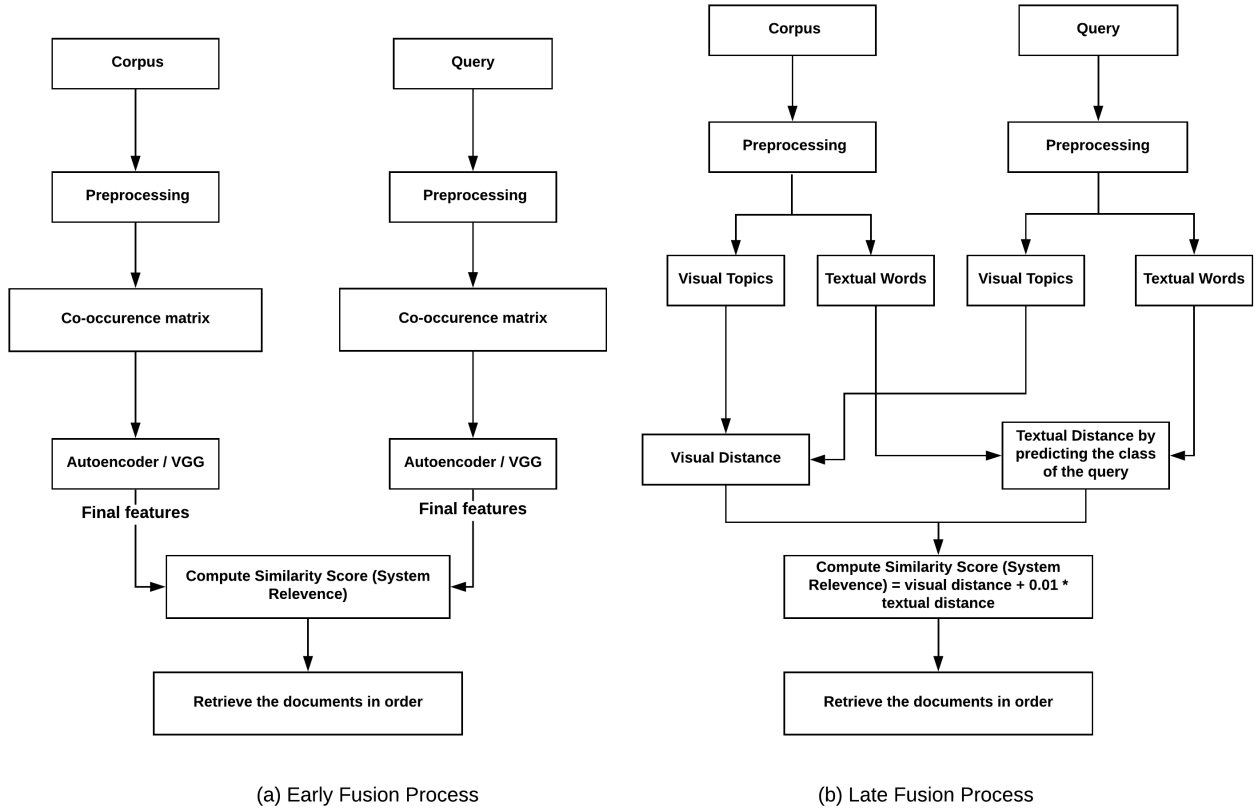 Corpus
Query
Preprocessing
Preprocessing
Co-occurence matrix
Co-occurence matrix
Autoencoder / VGG
Autoencoder / VGG
Final features
Final features
Compute Similarity Score (System
Relevence)
Retrieve the documents in order
(a) Early Fusion Process
Corpus
Query
Preprocessing
Preprocessing
Visual Topics
Textual Words
Visual Topics
Textual Words
Visual Distance
Textual Distance by
predicting the class
of the query
Compute Similarity Score (System
Relevence) = visual distance + 0.01 *
textual distance
Retrieve the documents in order
(b) Late Fusion Process